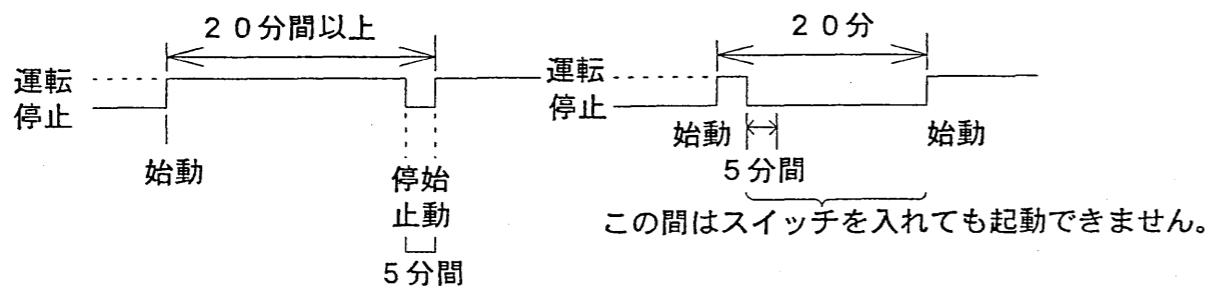 ２０分間以上
運転
停止
始動
停始
止動
５分間
２０分
運転
停止
始動
始動
５分間
この間はスイッチを入れても起動できません。